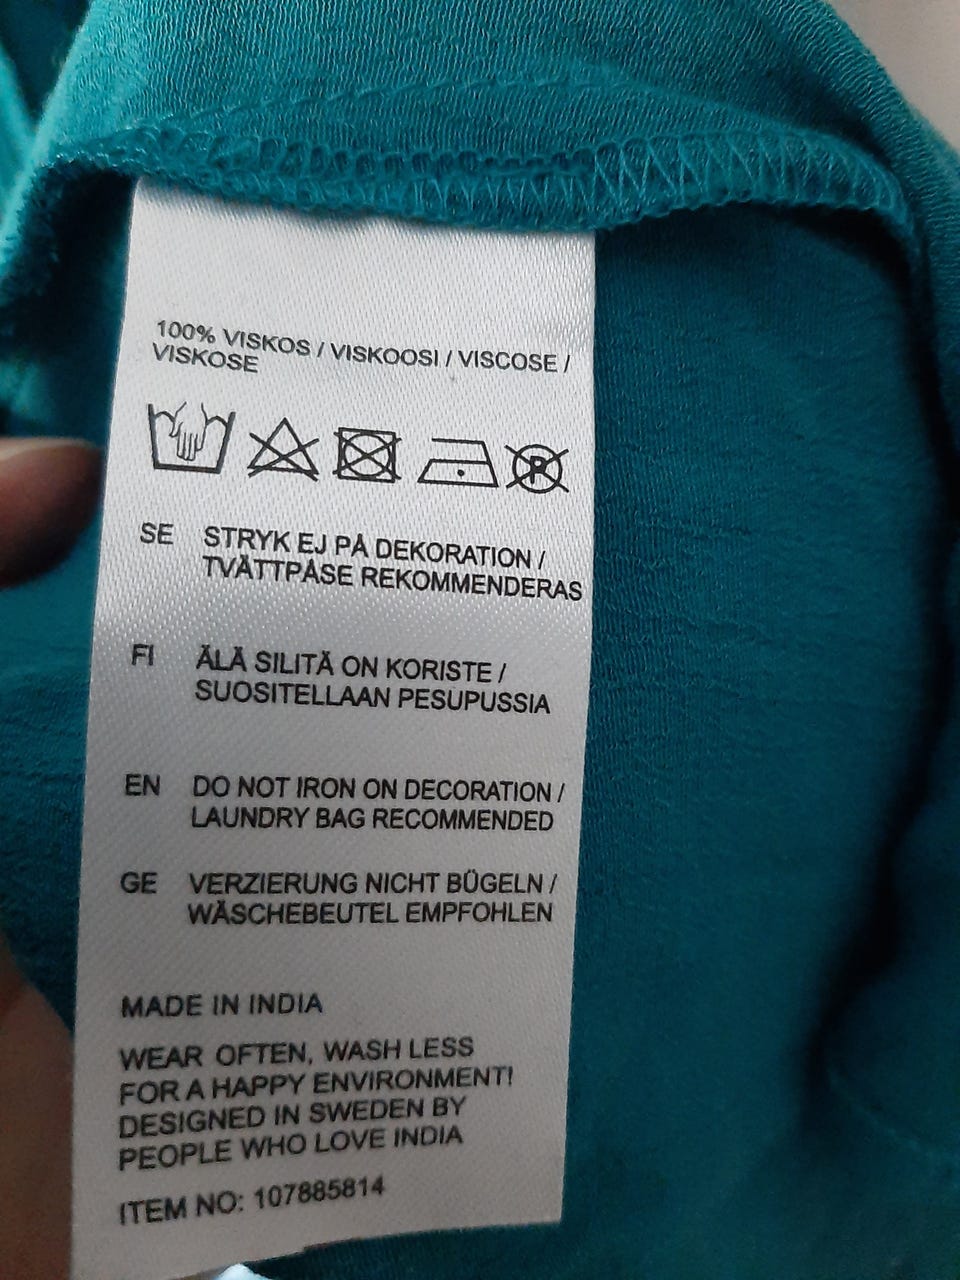 100% VISKOS / VISKOOSI / VISCOSE /
VISKOSE
P
SE STRYK EJ PÅ DEKORATION /
TVÄTTPÅSE REKOMMENDERAS
FI ÄLÄ SILITÄ ON KORISTE /
SUOSITELLAAN PESUPUSSIA
EN DO NOT IRON ON DECORATION /
LAUNDRY BAG RECOMMENDED
GE VERZIERUNG NICHT BÜGELN /
WÄSCHEBEUTEL EMPFOHLEN
MADE IN INDIA
WEAR OFTEN, WASH LESS
FOR A HAPPY ENVIRONMENT!
DESIGNED IN SWEDEN BY
PEOPLE WHO LOVE INDIA
ITEM NO: 107885814